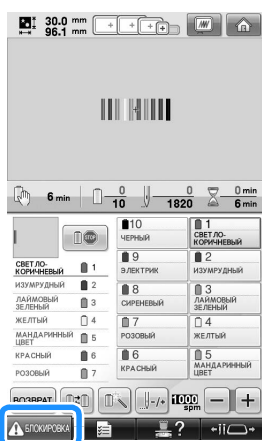 30.0 mm
96.1 mm
6 min
0
10
0
1820
0 min
6 min
10
ЧЕРНЫЙ
1
СВЕТЛО-
КОРИЧНЕВЫЙ
9
ЭЛЕКТРИК
2
ИЗУМРУДНЫЙ
8
СИРЕНЕВЫЙ
3
ЛАЙМОВЫЙ
ЗЕЛЕНЫЙ
7
РОЗОВЫЙ
4
ЖЕЛТЫЙ
6
КРАСНЫЙ
5
МАНДАРИННЫЙ
ЦВЕТ
STOP
СВЕТЛО-
КОРИЧНЕВЫЙ 1
ИЗУМРУДНЫЙ 2
ЛАЙМОВЫЙ
ЗЕЛЕНЫЙ 3
ЖЕЛТЫЙ 4
МАНДАРИННЫЙ
ЦВЕТ 5
КРАСНЫЙ 6
РОЗОВЫЙ 7
ВОЗВРАТ
-/+
1000
spm
− +
БЛОКИРОВКА
?